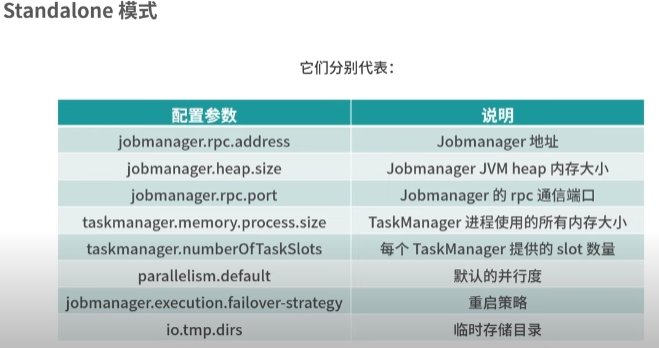 Standalone 模式
它们分别代表：
配置参数 说明
jobmanager.rpc.address Jobmanager 地址
jobmanager.heap.size Jobmanager JVM heap 内存大小
jobmanager.rpc.port Jobmanager 的 rpc 通信端口
taskmanager.memory.process.size TaskManager 进程使用的所有内存大小
taskmanager.numberOfTaskSlots 每个 TaskManager 提供的 slot 数量
parallelism.default 默认的并行度
jobmanager.execution.failover-strategy 重启策略
io.tmp.dirs 临时存储目录